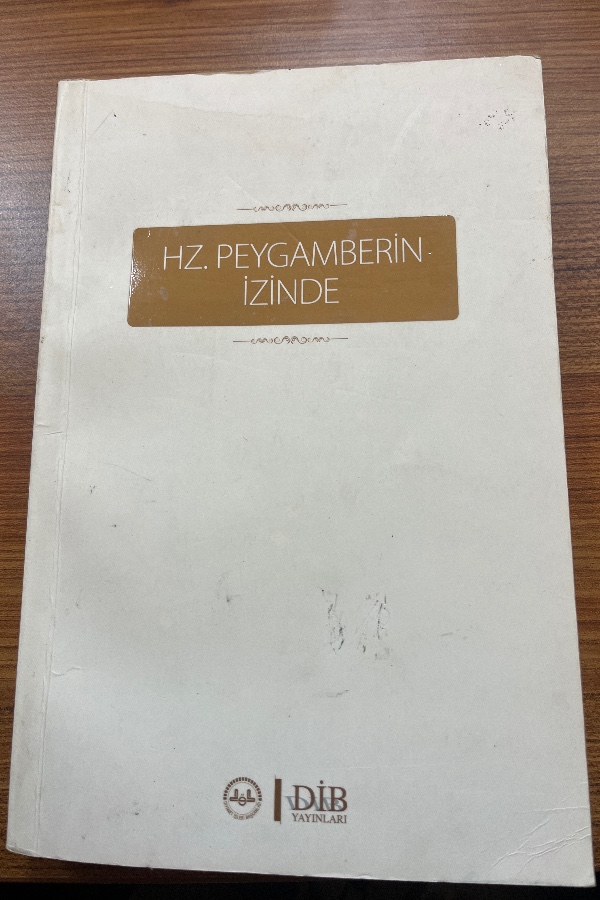 HZ. PEYGAMBERİN
İZİNDE
DİB
YAYINLARI